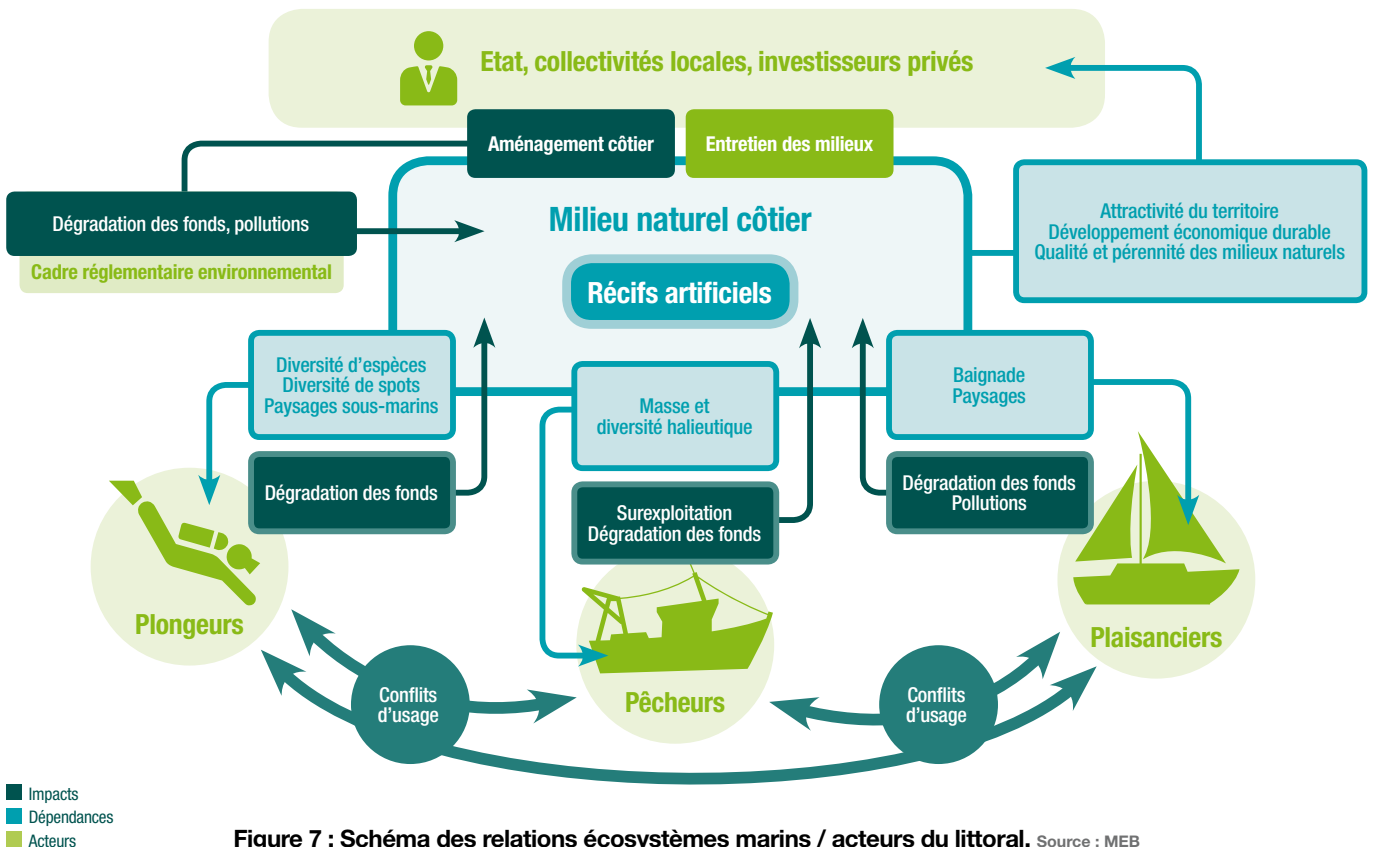 Etat, collectivités locales, investisseurs privés
Aménagement côtier
Entretien des milieux
Dégradation des fonds, pollutions
Cadre réglementaire environnemental
Milieu naturel côtier
Récifs artificiels
Attractivité du territoire
Développement économique durable
Qualité et pérennité des milieux naturels
Diversité d'espèces
Diversité de spots
Paysages sous-marins
Masse et
diversité halieutique
Baignade
Paysages
Dégradation des fonds
Surexploitation
Dégradation des fonds
Dégradation des fonds
Pollutions
Plongeurs
Pêcheurs
Plaisanciers
Conflits
d'usage
Conflits
d'usage
Impacts
Dépendances
Acteurs
Figure 7 : Schéma des relations écosystèmes marins / acteurs du littoral. Source : MEB